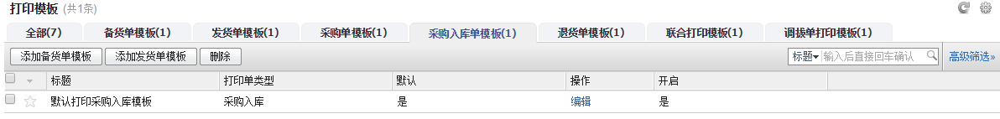 打印模板 (共1条)
全部(7) 备货单模板(1) 发货单模板(1) 采购单模板(1) 采购入库单模板(1) 退货单模板(1) 联合打印模板(1) 调拔单打印模板(1)
添加备货单模板 添加发货单模板 删除 标题 输入后直接回车确认 高级筛选»
标题 打印单类型 默认 操作 开启
默认打印采购入库模板 采购入库 是 编辑 是